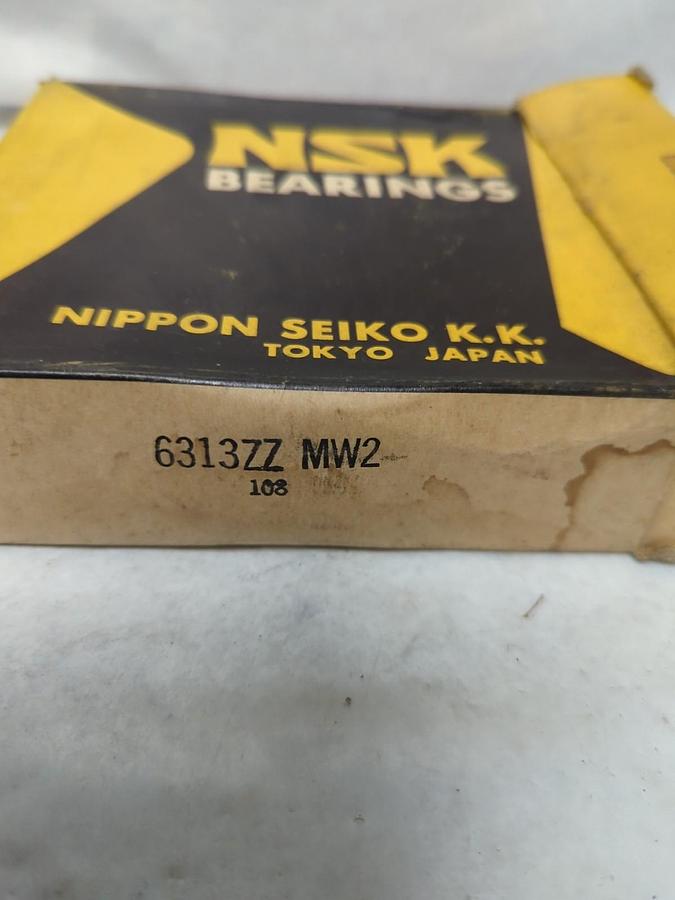 NSK
BEARINGS
NIPPON SEIKO K.K.
TOKYO JAPAN
6313ZZ MW2
108